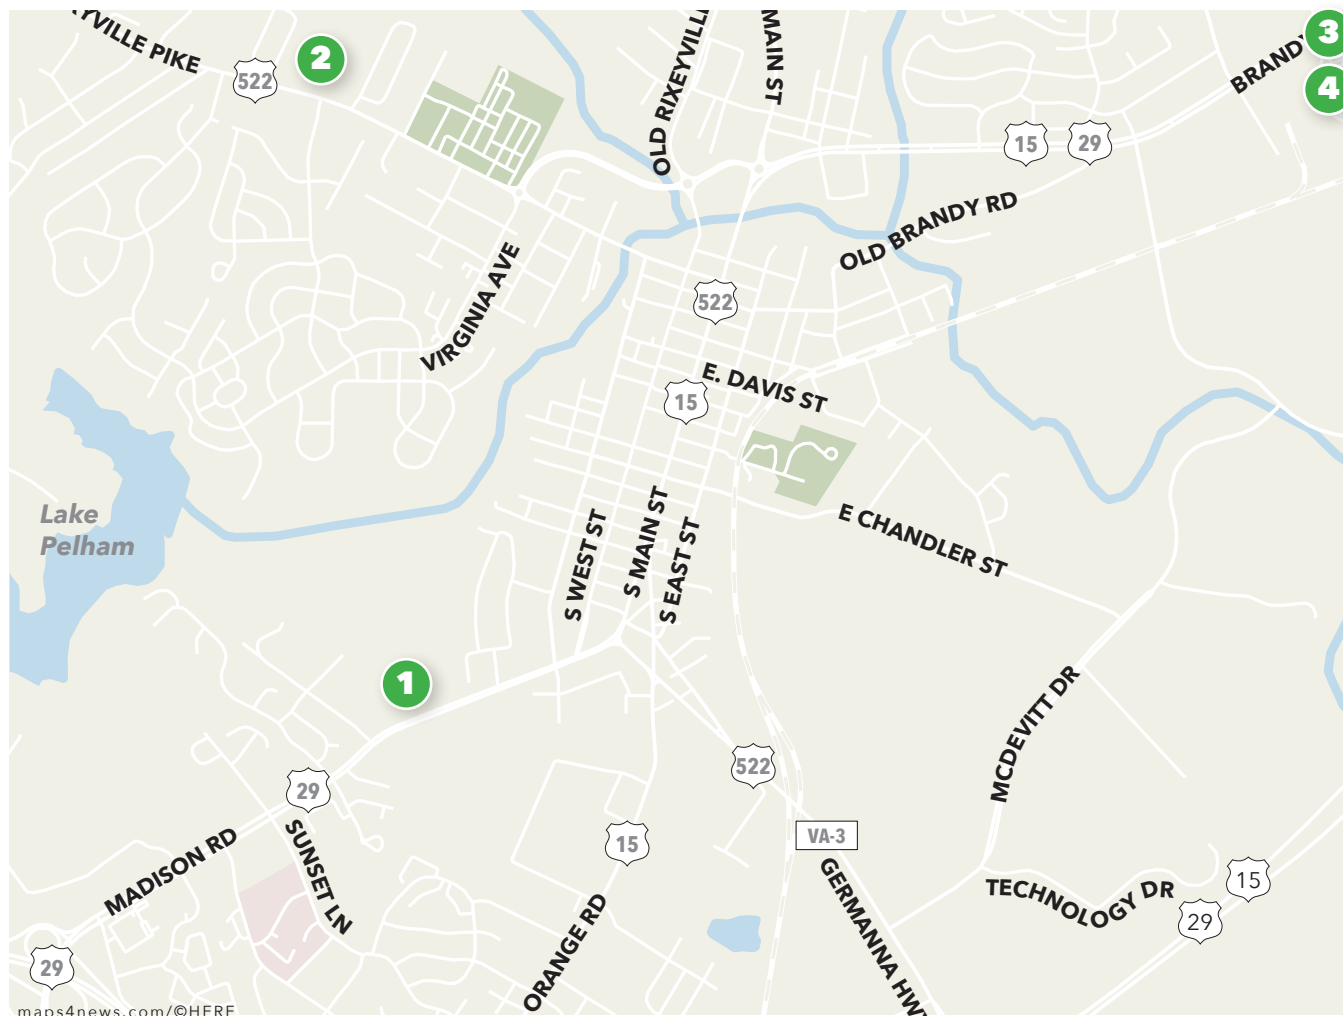 YVILLE PIKE
522
2
OLD RIXEYVILL
MAIN ST
BRANDY
3
4
15
29
OLD BRANDY RD
VIRGINIA AVE
522
E. DAVIS ST
15
Lake
Pelham
S WEST ST
S MAIN ST
S EAST ST
E CHANDLER ST
1
MCDEVITT DR
522
29
VA-3
15
MADISON RD
SUNSET LN
GERMANNA HWY
TECHNOLOGY DR
15
29
ORANGE RD
29
maps4news.com/©HERE